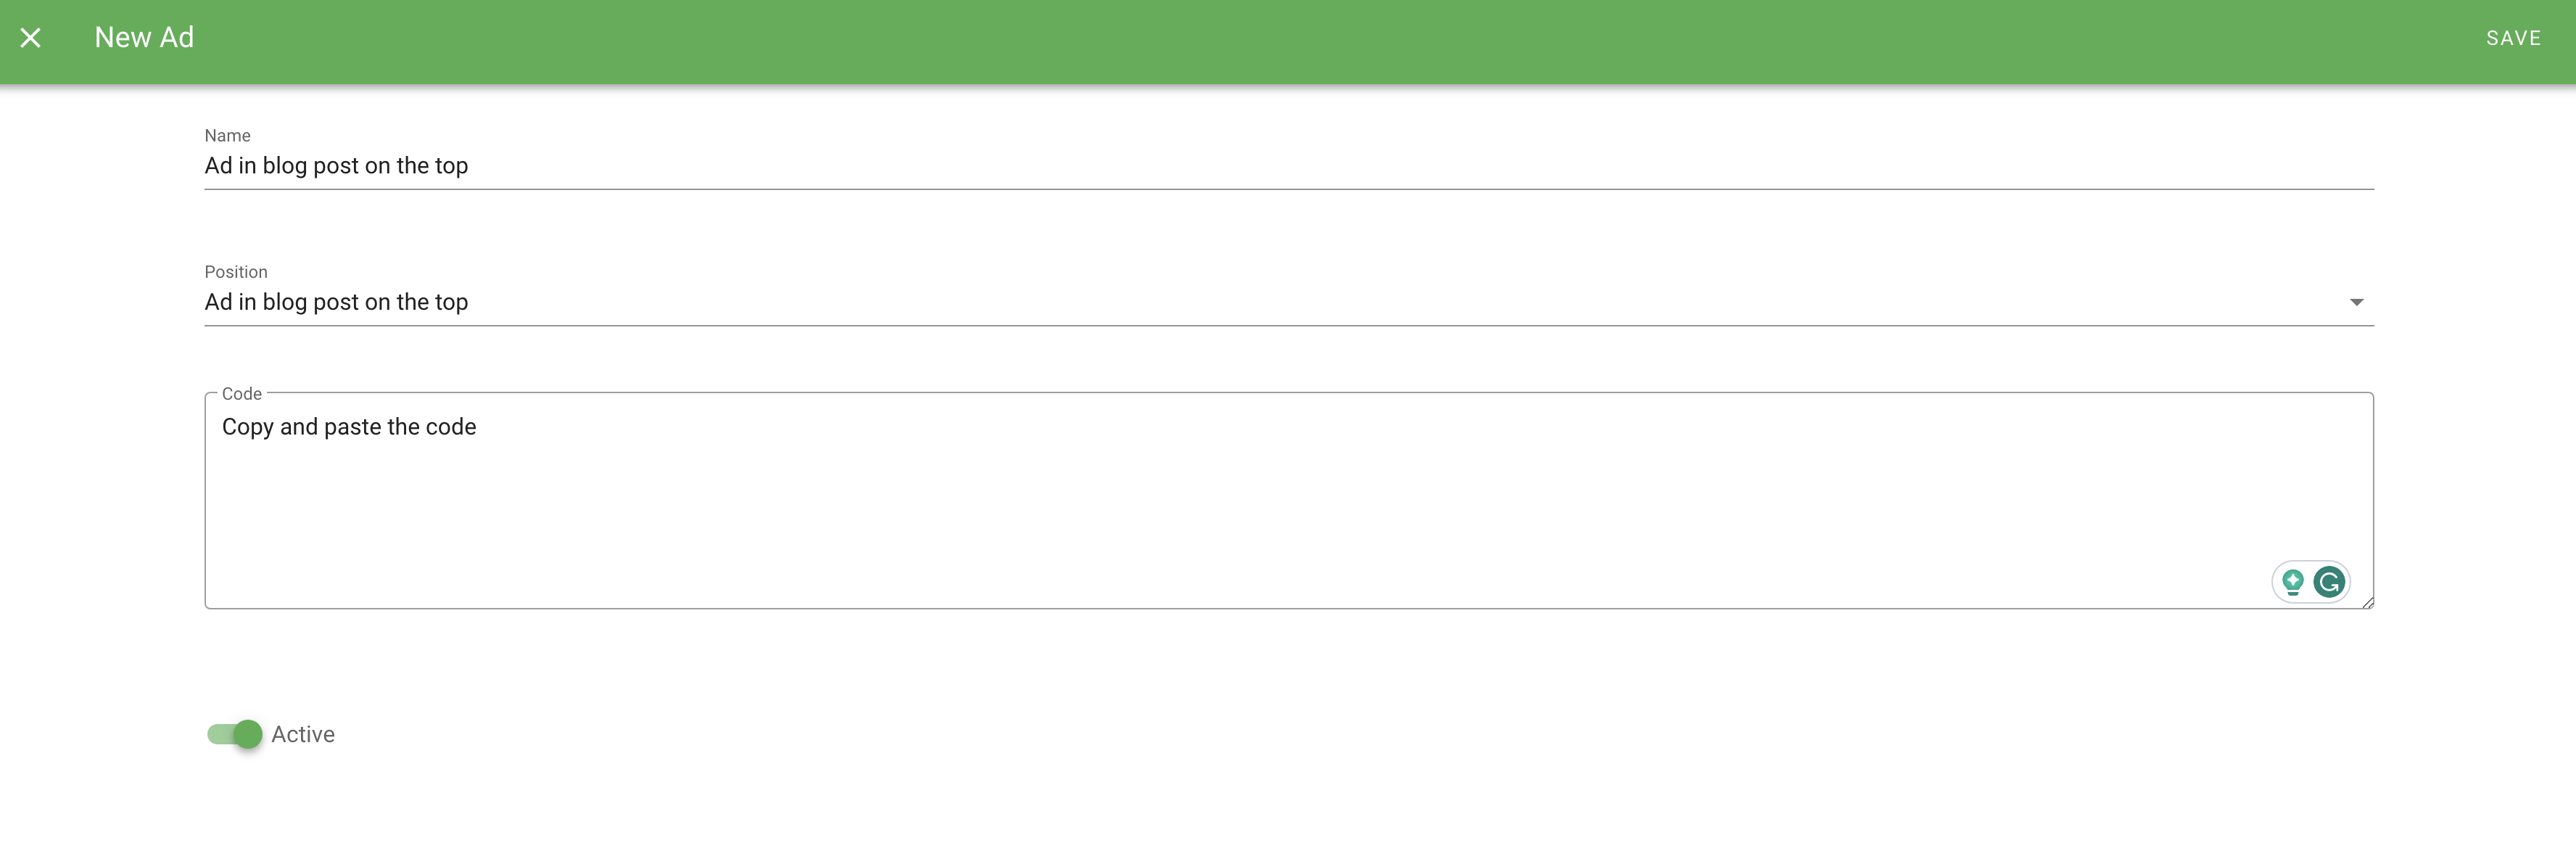 New Ad
SAVE
Name
Ad in blog post on the top
Position
Ad in blog post on the top
Code
Copy and paste the code
Active